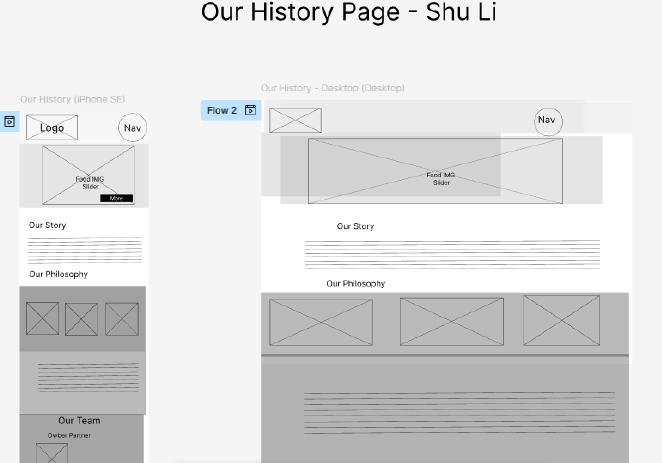 Our History Page - Shu Li
Our History (iPhone SE)
Logo
Nav
Food IMG
Slider
More
Our Story
Our Philosophy
Our Team
Owber Partner
Our History - Desktop (Desktop)
Flow 2
Nav
Food IMG
Slider
Our Story
Our Philosophy